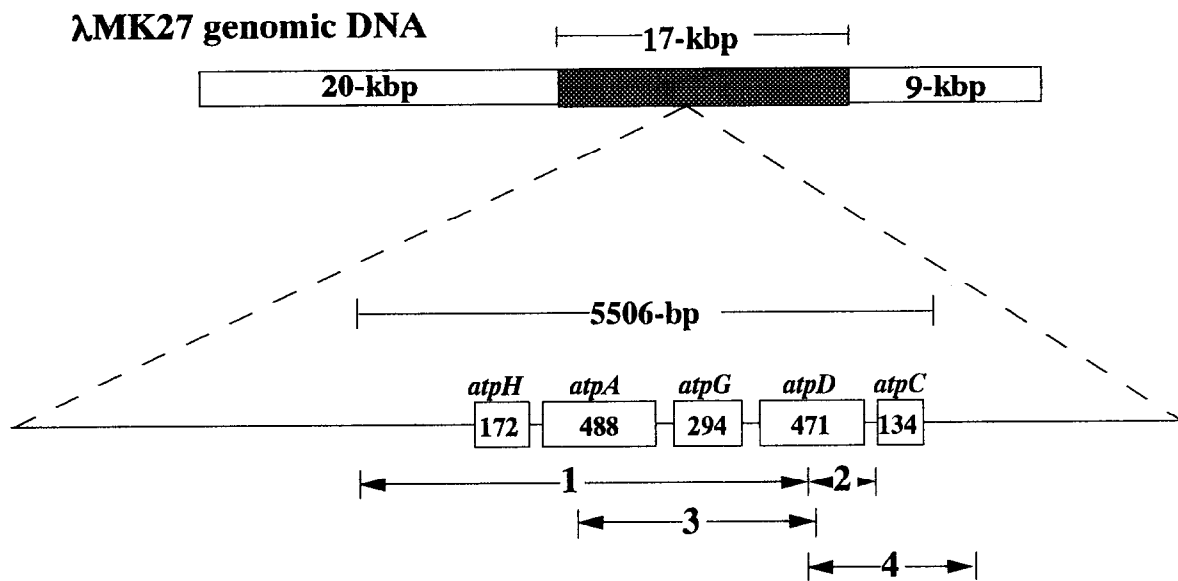 λMK27 genomic DNA
17-kbp
20-kbp 9-kbp
5506-bp
atpH atpA atpG atpD atpC
172 488 294 471 134
1 2
3
4